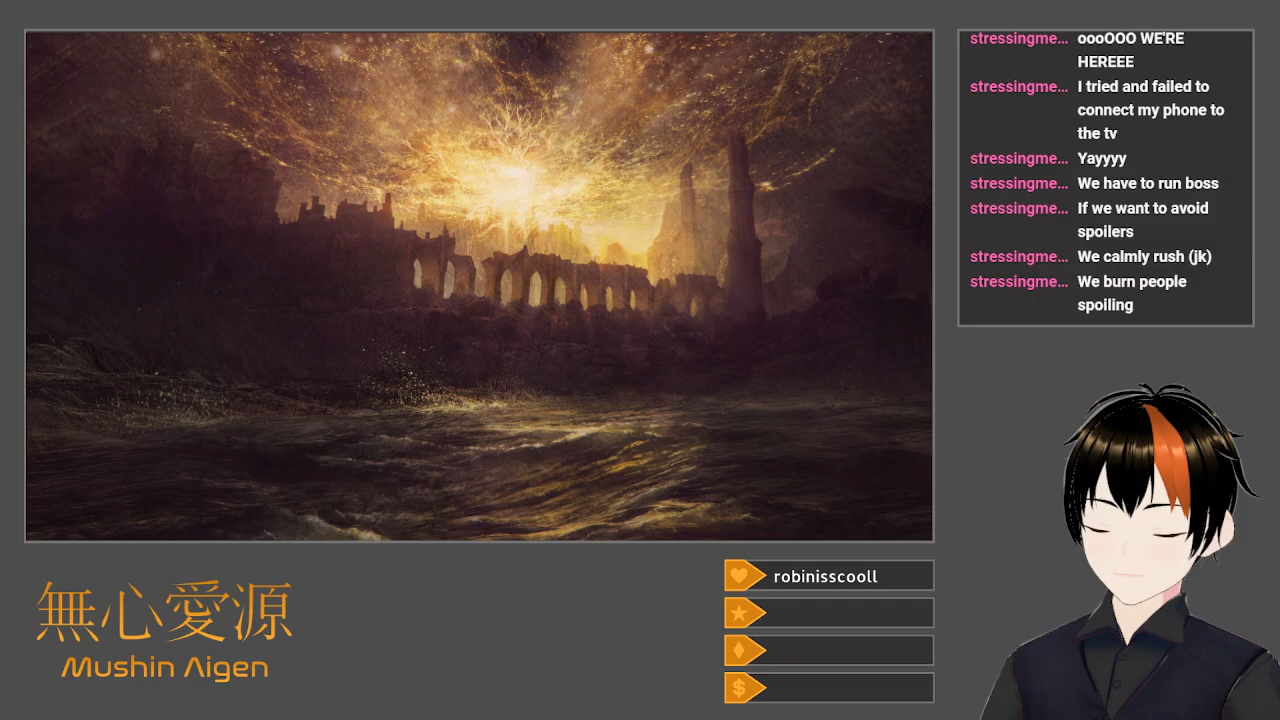 stressingme... oooOOO WE'RE
HEREEE
stressingme... I tried and failed to
connect my phone to
the tv
stressingme... Yayyyy
stressingme... We have to run boss
stressingme... If we want to avoid
spoilers
stressingme... We calmly rush (jk)
stressingme... We burn people
spoiling
robinisscooll
無心愛源
Mushin Aigen
$